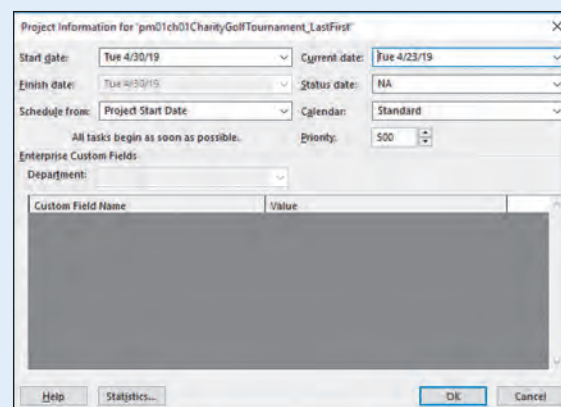 Project Information for 'pm01ch01CharityGolfTournament_LastFirst'
Start date: Tue 4/30/19 Current date: Tue 4/23/19
Finish date: Tue 4/30/19 Status date: NA
Schedule from: Project Start Date Calendar: Standard
All tasks begin as soon as possible. Priority: 500
Enterprise Custom Fields
Department:
Custom Field Name Value
Help Statistics... OK Cancel